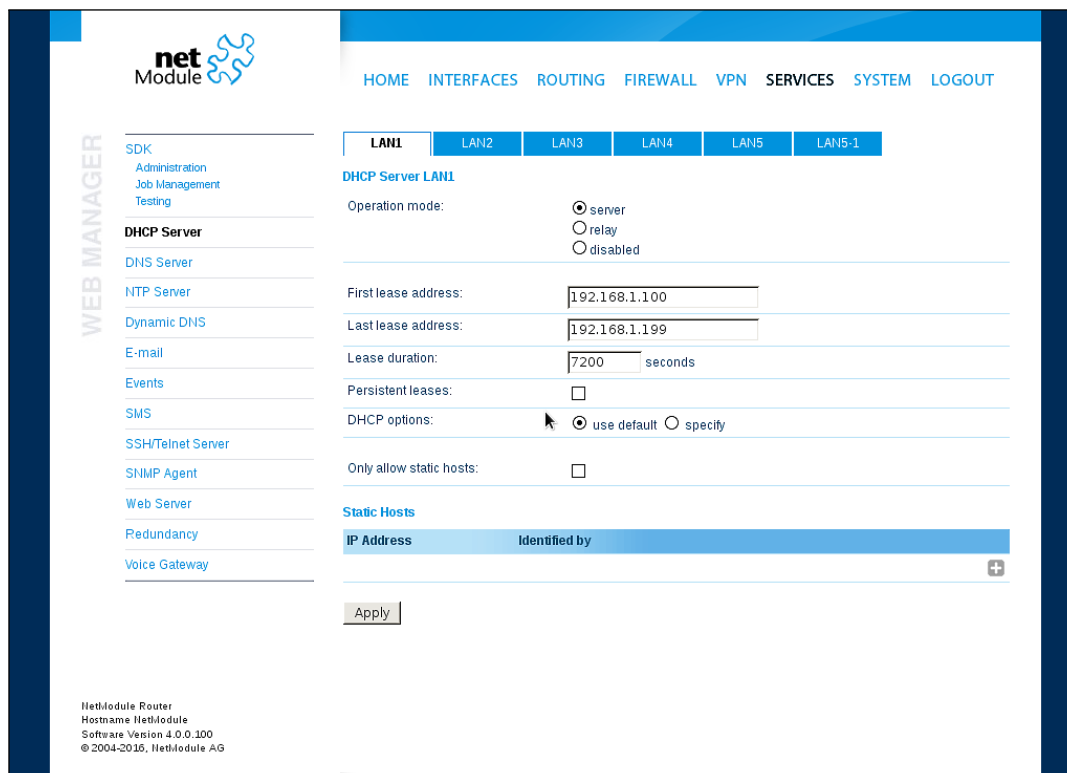 net
Module
HOME INTERFACES ROUTING FIREWALL VPN SERVICES SYSTEM LOGOUT
WEB MANAGER
SDK
Administration
Job Management
Testing
DHCP Server
DNS Server
NTP Server
Dynamic DNS
E-mail
Events
SMS
SSH/Telnet Server
SNMP Agent
Web Server
Redundancy
Voice Gateway
LAN1 LAN2 LAN3 LAN4 LAN5 LAN5-1
DHCP Server LAN1
Operation mode:
server
relay
disabled
First lease address: 192.168.1.100
Last lease address: 192.168.1.199
Lease duration: 7200 seconds
Persistent leases:
DHCP options: use default specify
Only allow static hosts:
Static Hosts
IP Address Identified by
Apply
NetModule Router
Hostname NetModule
Software Version 4.0.0.100
© 2004-2016, NetModule AG